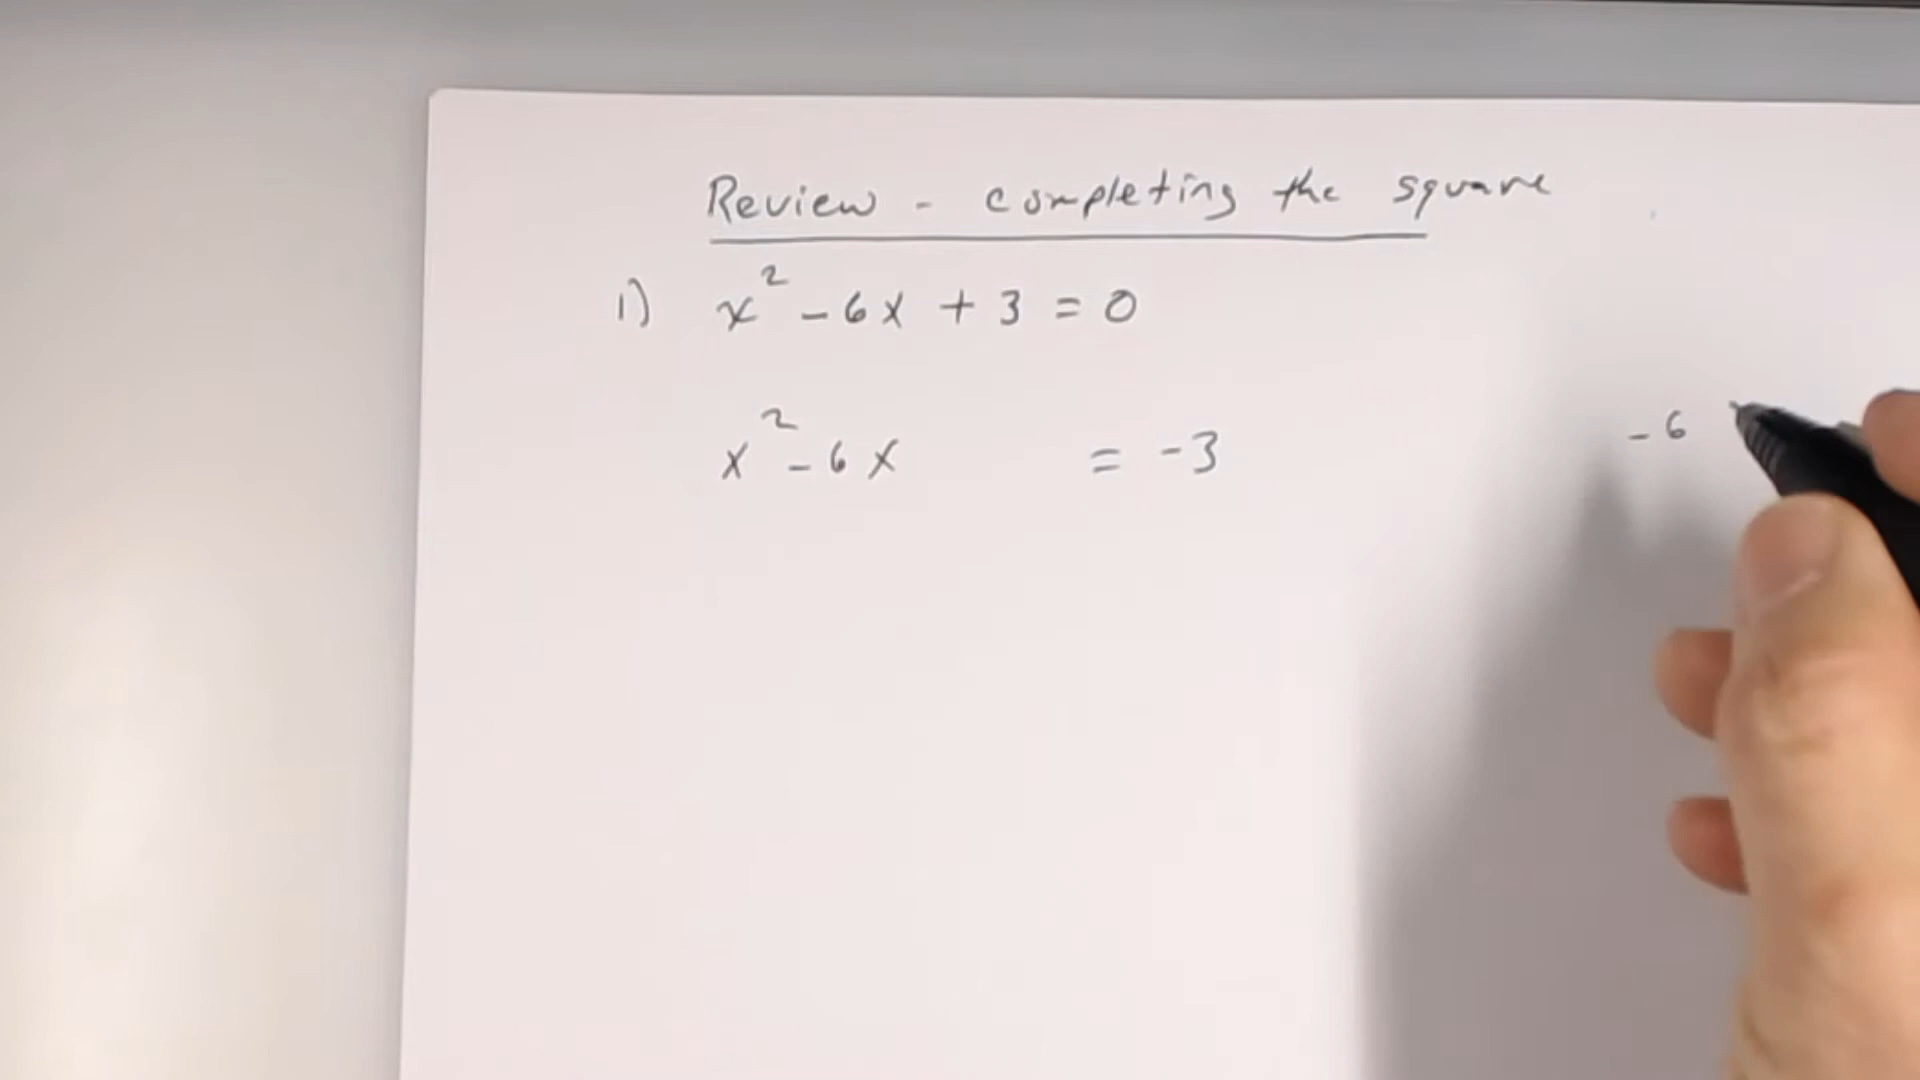 Review - completing the square
1) x² - 6x + 3 = 0
x² - 6x = -3
- 6